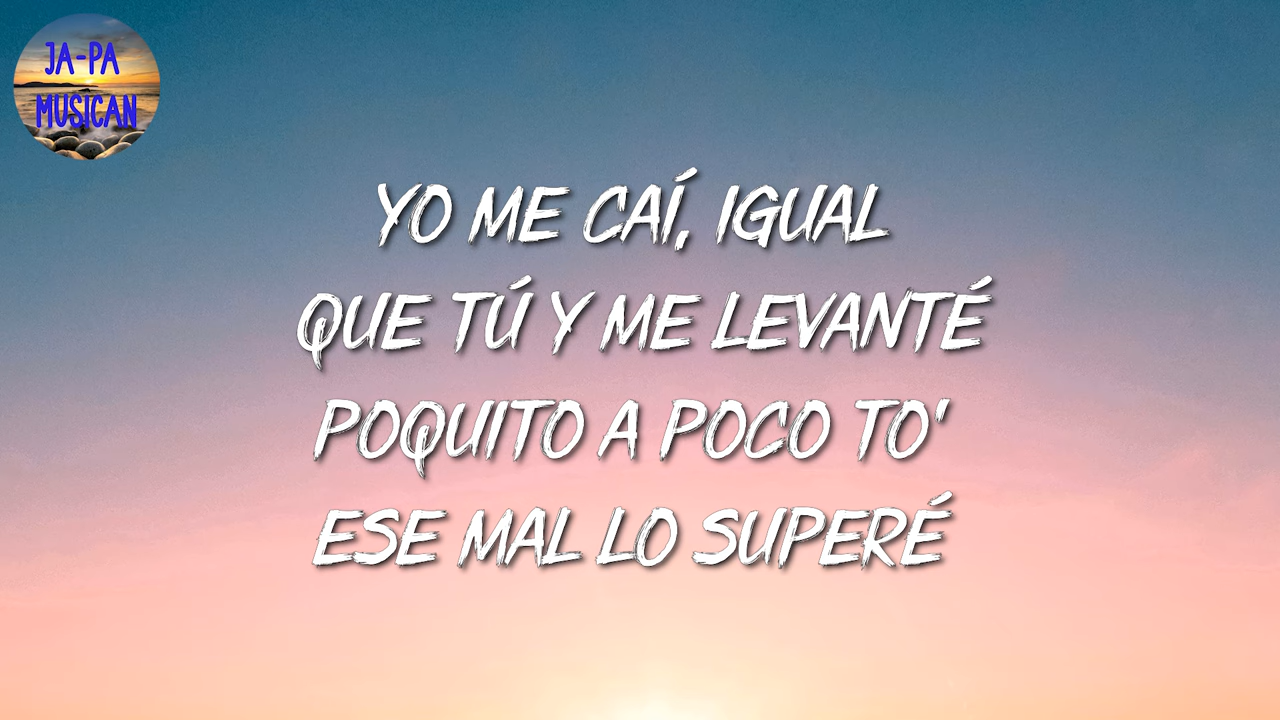 JA-PA
MUSICAN
YO ME CAÍ, IGUAL
QUE TÚ Y ME LEVANTÉ
POQUITO A POCO TO'
ESE MAL LO SUPERÉ